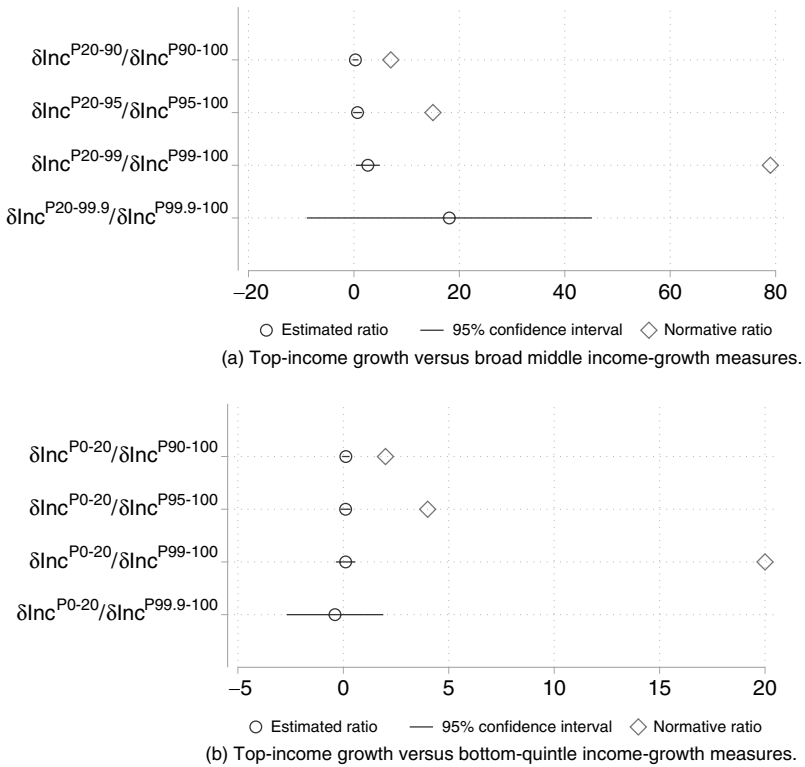 δInc^P20-90/δInc^P90-100
δInc^P20-95/δInc^P95-100
δInc^P20-99/δInc^P99-100
δInc^P20-99.9/δInc^P99.9-100
−20 0 20 40 60 80
Estimated ratio 95% confidence interval Normative ratio
(a) Top-income growth versus broad middle income-growth measures.
δInc^P0-20/δInc^P90-100
δInc^P0-20/δInc^P95-100
δInc^P0-20/δInc^P99-100
δInc^P0-20/δInc^P99.9-100
−5 0 5 10 15 20
Estimated ratio 95% confidence interval Normative ratio
(b) Top-income growth versus bottom-quintle income-growth measures.